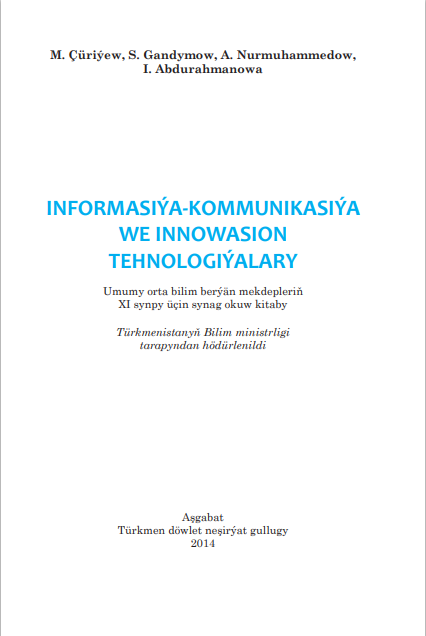 M. Çüriýew, S. Gandymow, A. Nurmuhammedow,
I. Abdurahmanowa
INFORMASIÝA-KOMMUNIKASIÝA
WE INNOWASION
TEHNOLOGIÝALARY
Umumy orta bilim berýän mekdepleriň
XI synpy üçin synag okuw kitaby
Türkmenistanyň Bilim ministrligi
tarapyndan hödürlenildi
Aşgabat
Türkmen döwlet neşirýat gullugy
2014